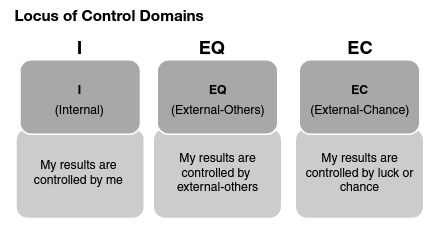 Locus of Control Domains
I
EQ
EC
I
(Internal)
EQ
(External-Others)
EC
(External-Chance)
My results are
controlled by me
My results are
controlled by
external-others
My results are
controlled by luck or
chance